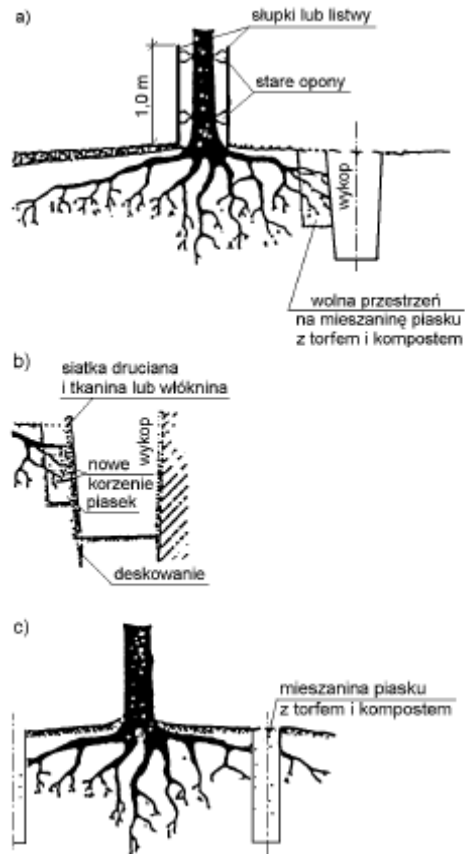 a)
słupki lub listwy
1,0 m
stare opony
wykop
wolna przestrzeń
na mieszaninę piasku
z torfem i kompostem
b)
siatka druciana
i tkanina lub włóknina
wykop
nowe
korzenie
piasek
deskowanie
c)
mieszanina piasku
z torfem i kompostem